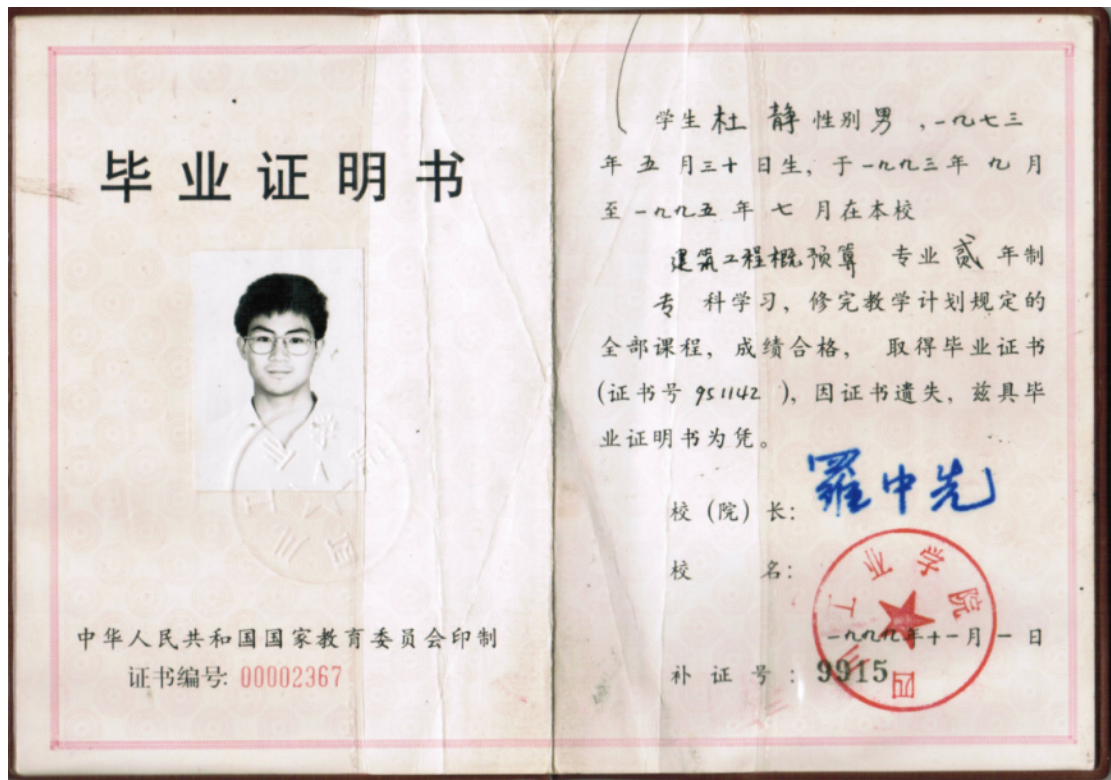 毕业证明书
中华人民共和国国家教育委员会印制
证书编号: 00002367
学生杜 静性别男 ,一九七三
年五月三十日生, 于一九九三年九月
至一九九五年七月在本校
建筑工程概预算 专业贰年制
专 科学习, 修完教学计划规定的
全部课程, 成绩合格, 取得毕业证书
(证书号 951142 ), 因证书遗失, 兹具毕
业证明书为凭。
校 (院) 长: 羅中先
校 名:
四川工业学院
一九九九年十一月一日
补 证 号 : 9915